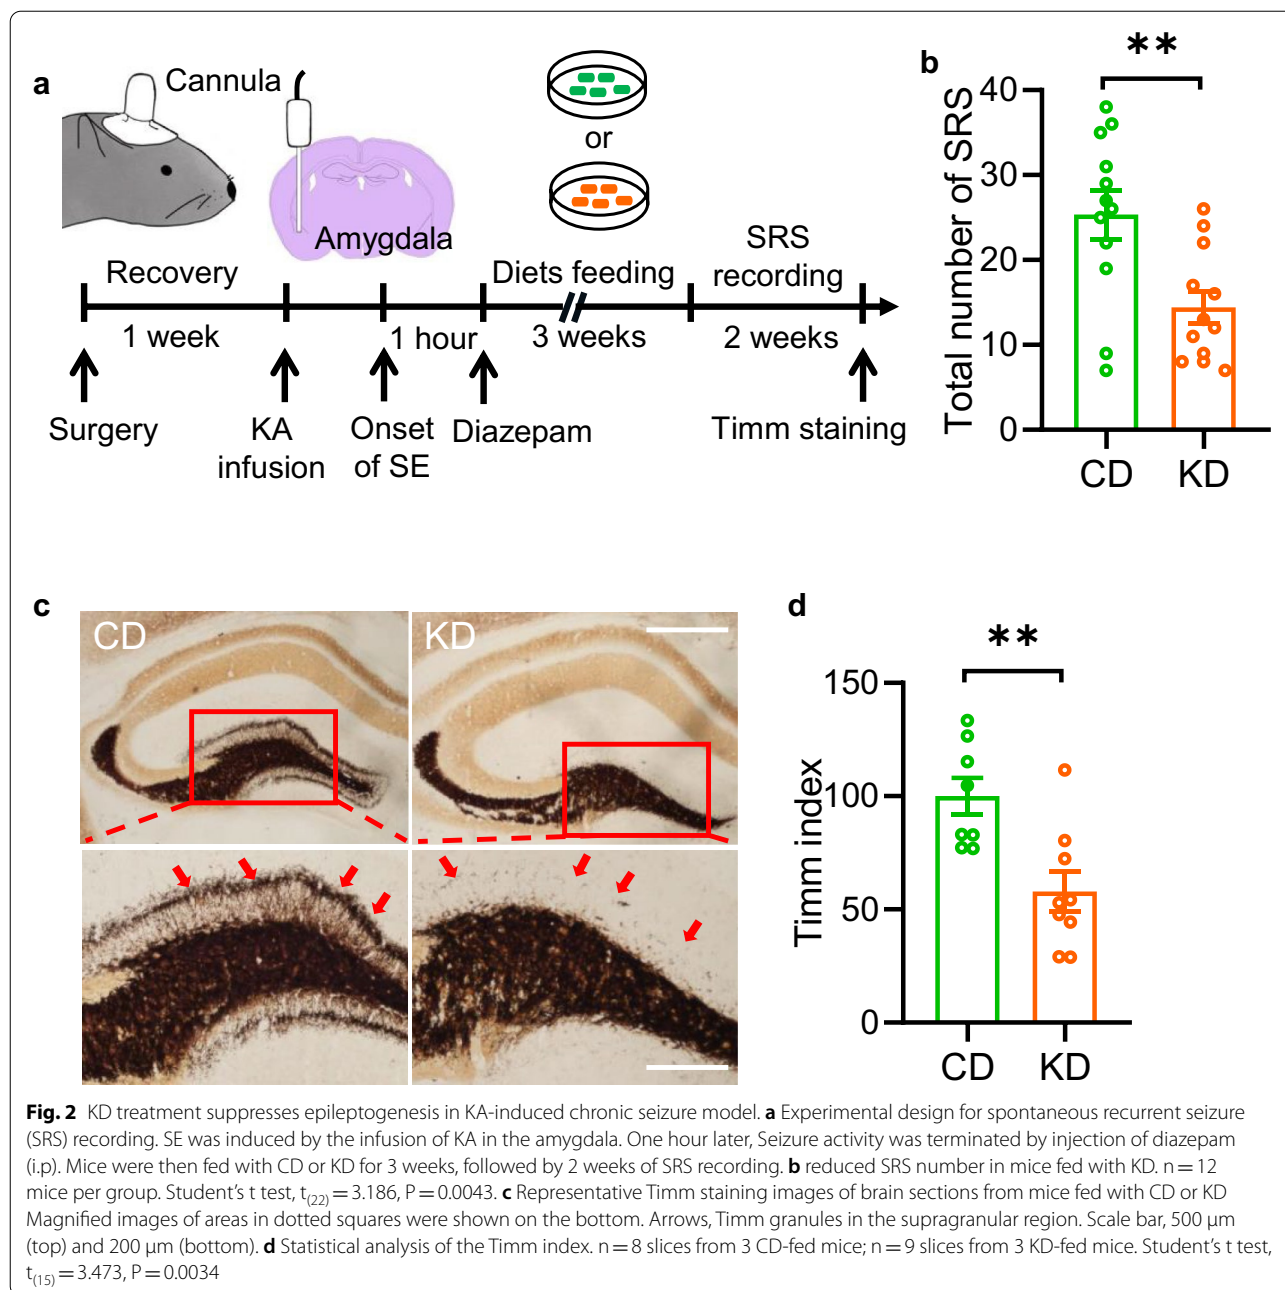 a
Cannula
or
Amygdala
Recovery
Diets feeding
SRS
recording
1 week
1 hour
3 weeks
2 weeks
Surgery
KA
infusion
Onset
of SE
Diazepam
Timm staining
b
**
Total number of SRS
40
30
20
10
0
CD
KD
c
CD
KD
d
**
Timm index
150
100
50
0
CD
KD
Fig. 2 KD treatment suppresses epileptogenesis in KA-induced chronic seizure model. a Experimental design for spontaneous recurrent seizure
(SRS) recording. SE was induced by the infusion of KA in the amygdala. One hour later, Seizure activity was terminated by injection of diazepam
(i.p). Mice were then fed with CD or KD for 3 weeks, followed by 2 weeks of SRS recording. b reduced SRS number in mice fed with KD. n = 12
mice per group. Student's t test, t(22) = 3.186, P = 0.0043. c Representative Timm staining images of brain sections from mice fed with CD or KD
Magnified images of areas in dotted squares were shown on the bottom. Arrows, Timm granules in the supragranular region. Scale bar, 500 μm
(top) and 200 μm (bottom). d Statistical analysis of the Timm index. n = 8 slices from 3 CD-fed mice; n = 9 slices from 3 KD-fed mice. Student's t test,
t(15) = 3.473, P = 0.0034